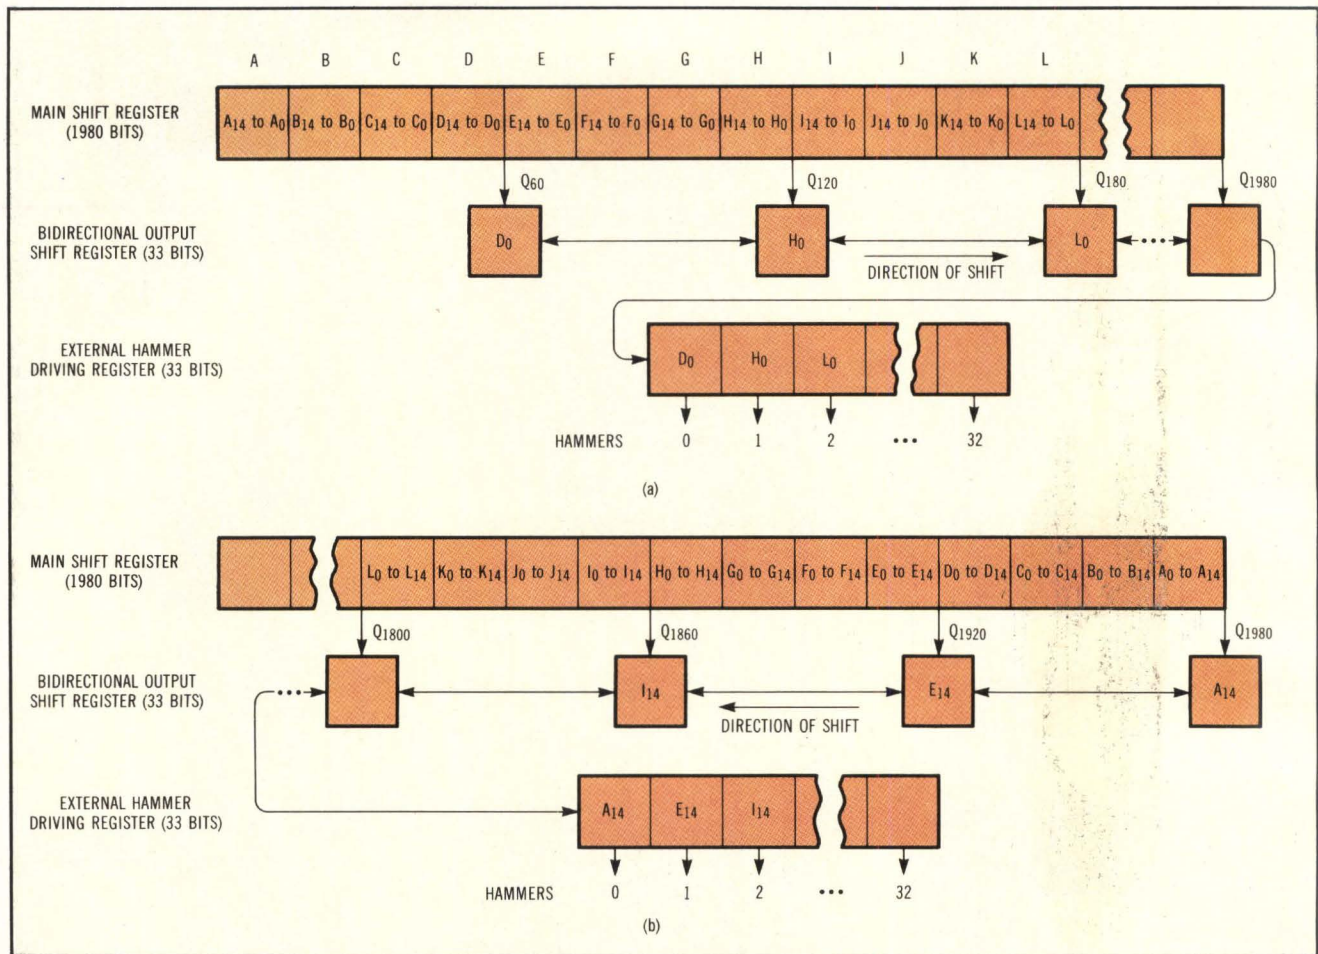 A B C D E F G H I J K L
MAIN SHIFT REGISTER
(1980 BITS)
A14 to A0 B14 to B0 C14 to C0 D14 to D0 E14 to E0 F14 to F0 G14 to G0 H14 to H0 I14 to I0 J14 to J0 K14 to K0 L14 to L0
Q60 Q120 Q180 Q1980
BIDIRECTIONAL OUTPUT
SHIFT REGISTER (33 BITS)
D0 H0 L0 •••
DIRECTION OF SHIFT
EXTERNAL HAMMER
DRIVING REGISTER (33 BITS)
D0 H0 L0
HAMMERS 0 1 2 ••• 32
(a)
MAIN SHIFT REGISTER
(1980 BITS)
L0 to L14 K0 to K14 J0 to J14 I0 to I14 H0 to H14 G0 to G14 F0 to F14 E0 to E14 D0 to D14 C0 to C14 B0 to B14 A0 to A14
Q1800 Q1860 Q1920 Q1980
BIDIRECTIONAL OUTPUT
SHIFT REGISTER (33 BITS)
••• I14 E14 A14
DIRECTION OF SHIFT
EXTERNAL HAMMER
DRIVING REGISTER (33 BITS)
A14 E14 I14
HAMMERS 0 1 2 ••• 32
(b)